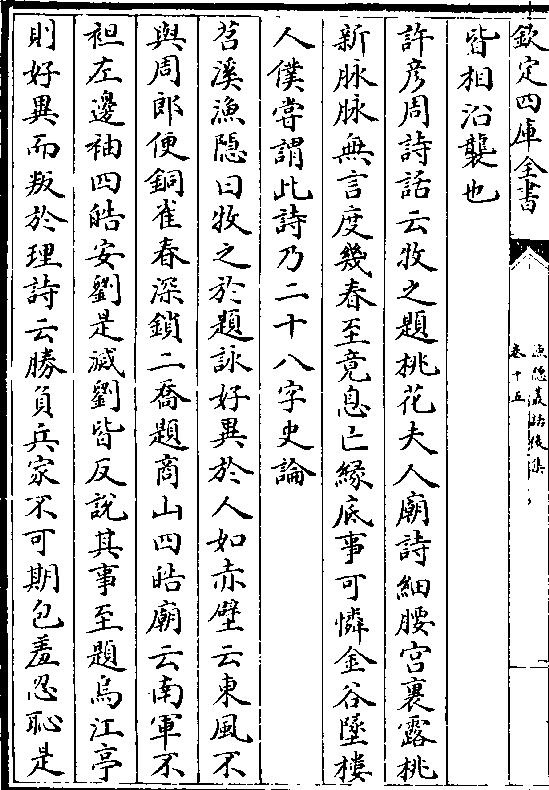 欽定四庫全書
漁隱叢話後集
卷十五
皆相沿襲也
許彥周詩話云牧之題桃花夫人廟詩細腰宫裏露桃
新脉脉無言度幾春至竟息亡緣底事可憐金谷墜樓
人僕嘗謂此詩乃二十八字史論
苕溪漁隱曰牧之於題詠好異於人如赤壁云東風不
與周郎便銅雀春深鎖二喬題商山四皓廟云南軍不
袒左邊袖四皓安劉是滅劉皆反說其事至題烏江亭
則好異而叛於理詩云勝負兵家不可期包羞忍恥是